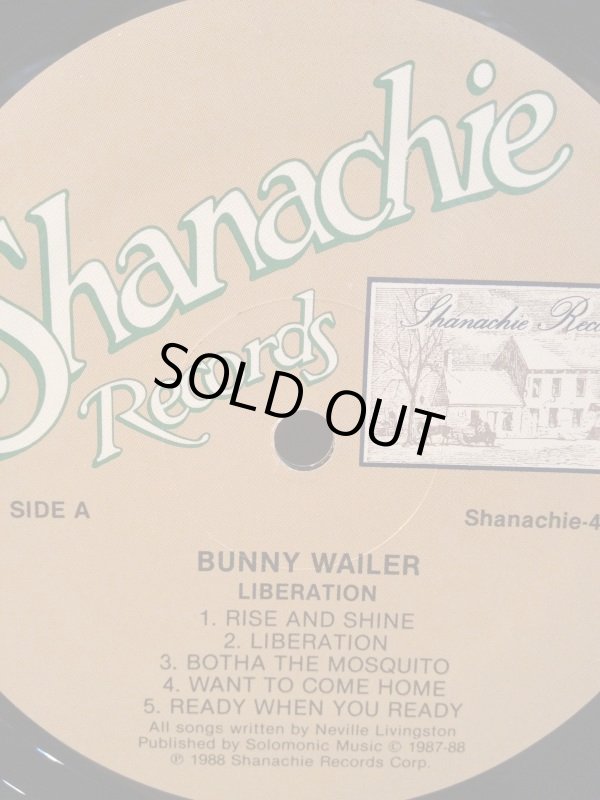 Shanachie
Records
Shanachie
SOLD OUT
SIDE A
Shanachie-4
BUNNY WAILER
LIBERATION
1. RISE AND SHINE
2. LIBERATION
3. BOTHA THE MOSQUITO
4. WANT TO COME HOME
5. READY WHEN YOU READY
All songs written by Neville Livingston
Published by Solomonic Music © 1987-88
℗ 1988 Shanachie Records Corp.